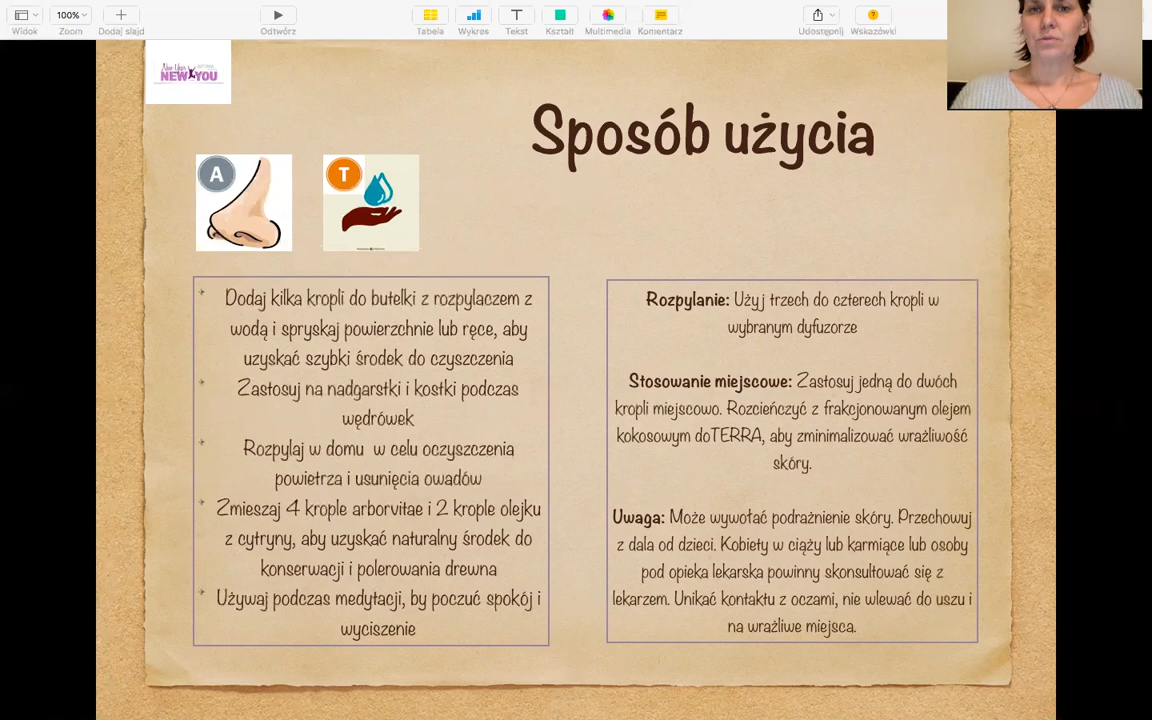 100%
Widok
Zoom
Dodaj slajd
Odtwórz
Tabela
Wykres
Tekst
Kształt
Multimedia
Komentarz
Udostępnij
Wskazówki
New Year
NEW YOU
Sposób użycia
A
T
Dodaj kilka kropli do butelki z rozpylaczem z
wodą i spryskaj powierzchnie lub ręce, aby
uzyskać szybki środek do czyszczenia
Zastosuj na nadgarstki i kostki podczas
wędrówek
Rozpylaj w domu w celu oczyszczenia
powietrza i usunięcia owadów
Zmieszaj 4 krople arborvitae i 2 krople olejku
z cytryny, aby uzyskać naturalny środek do
konserwacji i polerowania drewna
Używaj podczas medytacji, by poczuć spokój i
wyciszenie
Rozpylanie: Użyj trzech do czterech kropli w
wybranym dyfuzorze
Stosowanie miejscowe: Zastosuj jedną do dwóch
kropli miejscowo. Rozcieńczyć z frakcjonowanym olejem
kokosowym doTERRA, aby zminimalizować wrażliwość
skóry.
Uwaga: Może wywołać podrażnienie skóry. Przechowuj
z dala od dzieci. Kobiety w ciąży lub karmiące lub osoby
pod opieka lekarska powinny skonsultować się z
lekarzem. Unikać kontaktu z oczami, nie wlewać do uszu i
na wrażliwe miejsca.